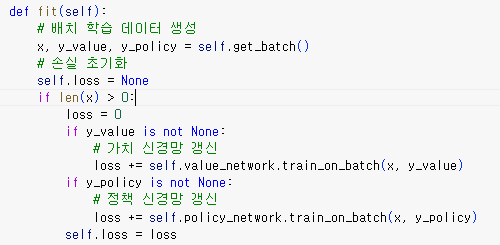 def fit(self):
# 배치 학습 데이터 생성
x, y_value, y_policy = self.get_batch()
# 손실 초기화
self.loss = None
if len(x) > 0:
loss = 0
if y_value is not None:
# 가치 신경망 갱신
loss += self.value_network.train_on_batch(x, y_value)
if y_policy is not None:
# 정책 신경망 갱신
loss += self.policy_network.train_on_batch(x, y_policy)
self.loss = loss